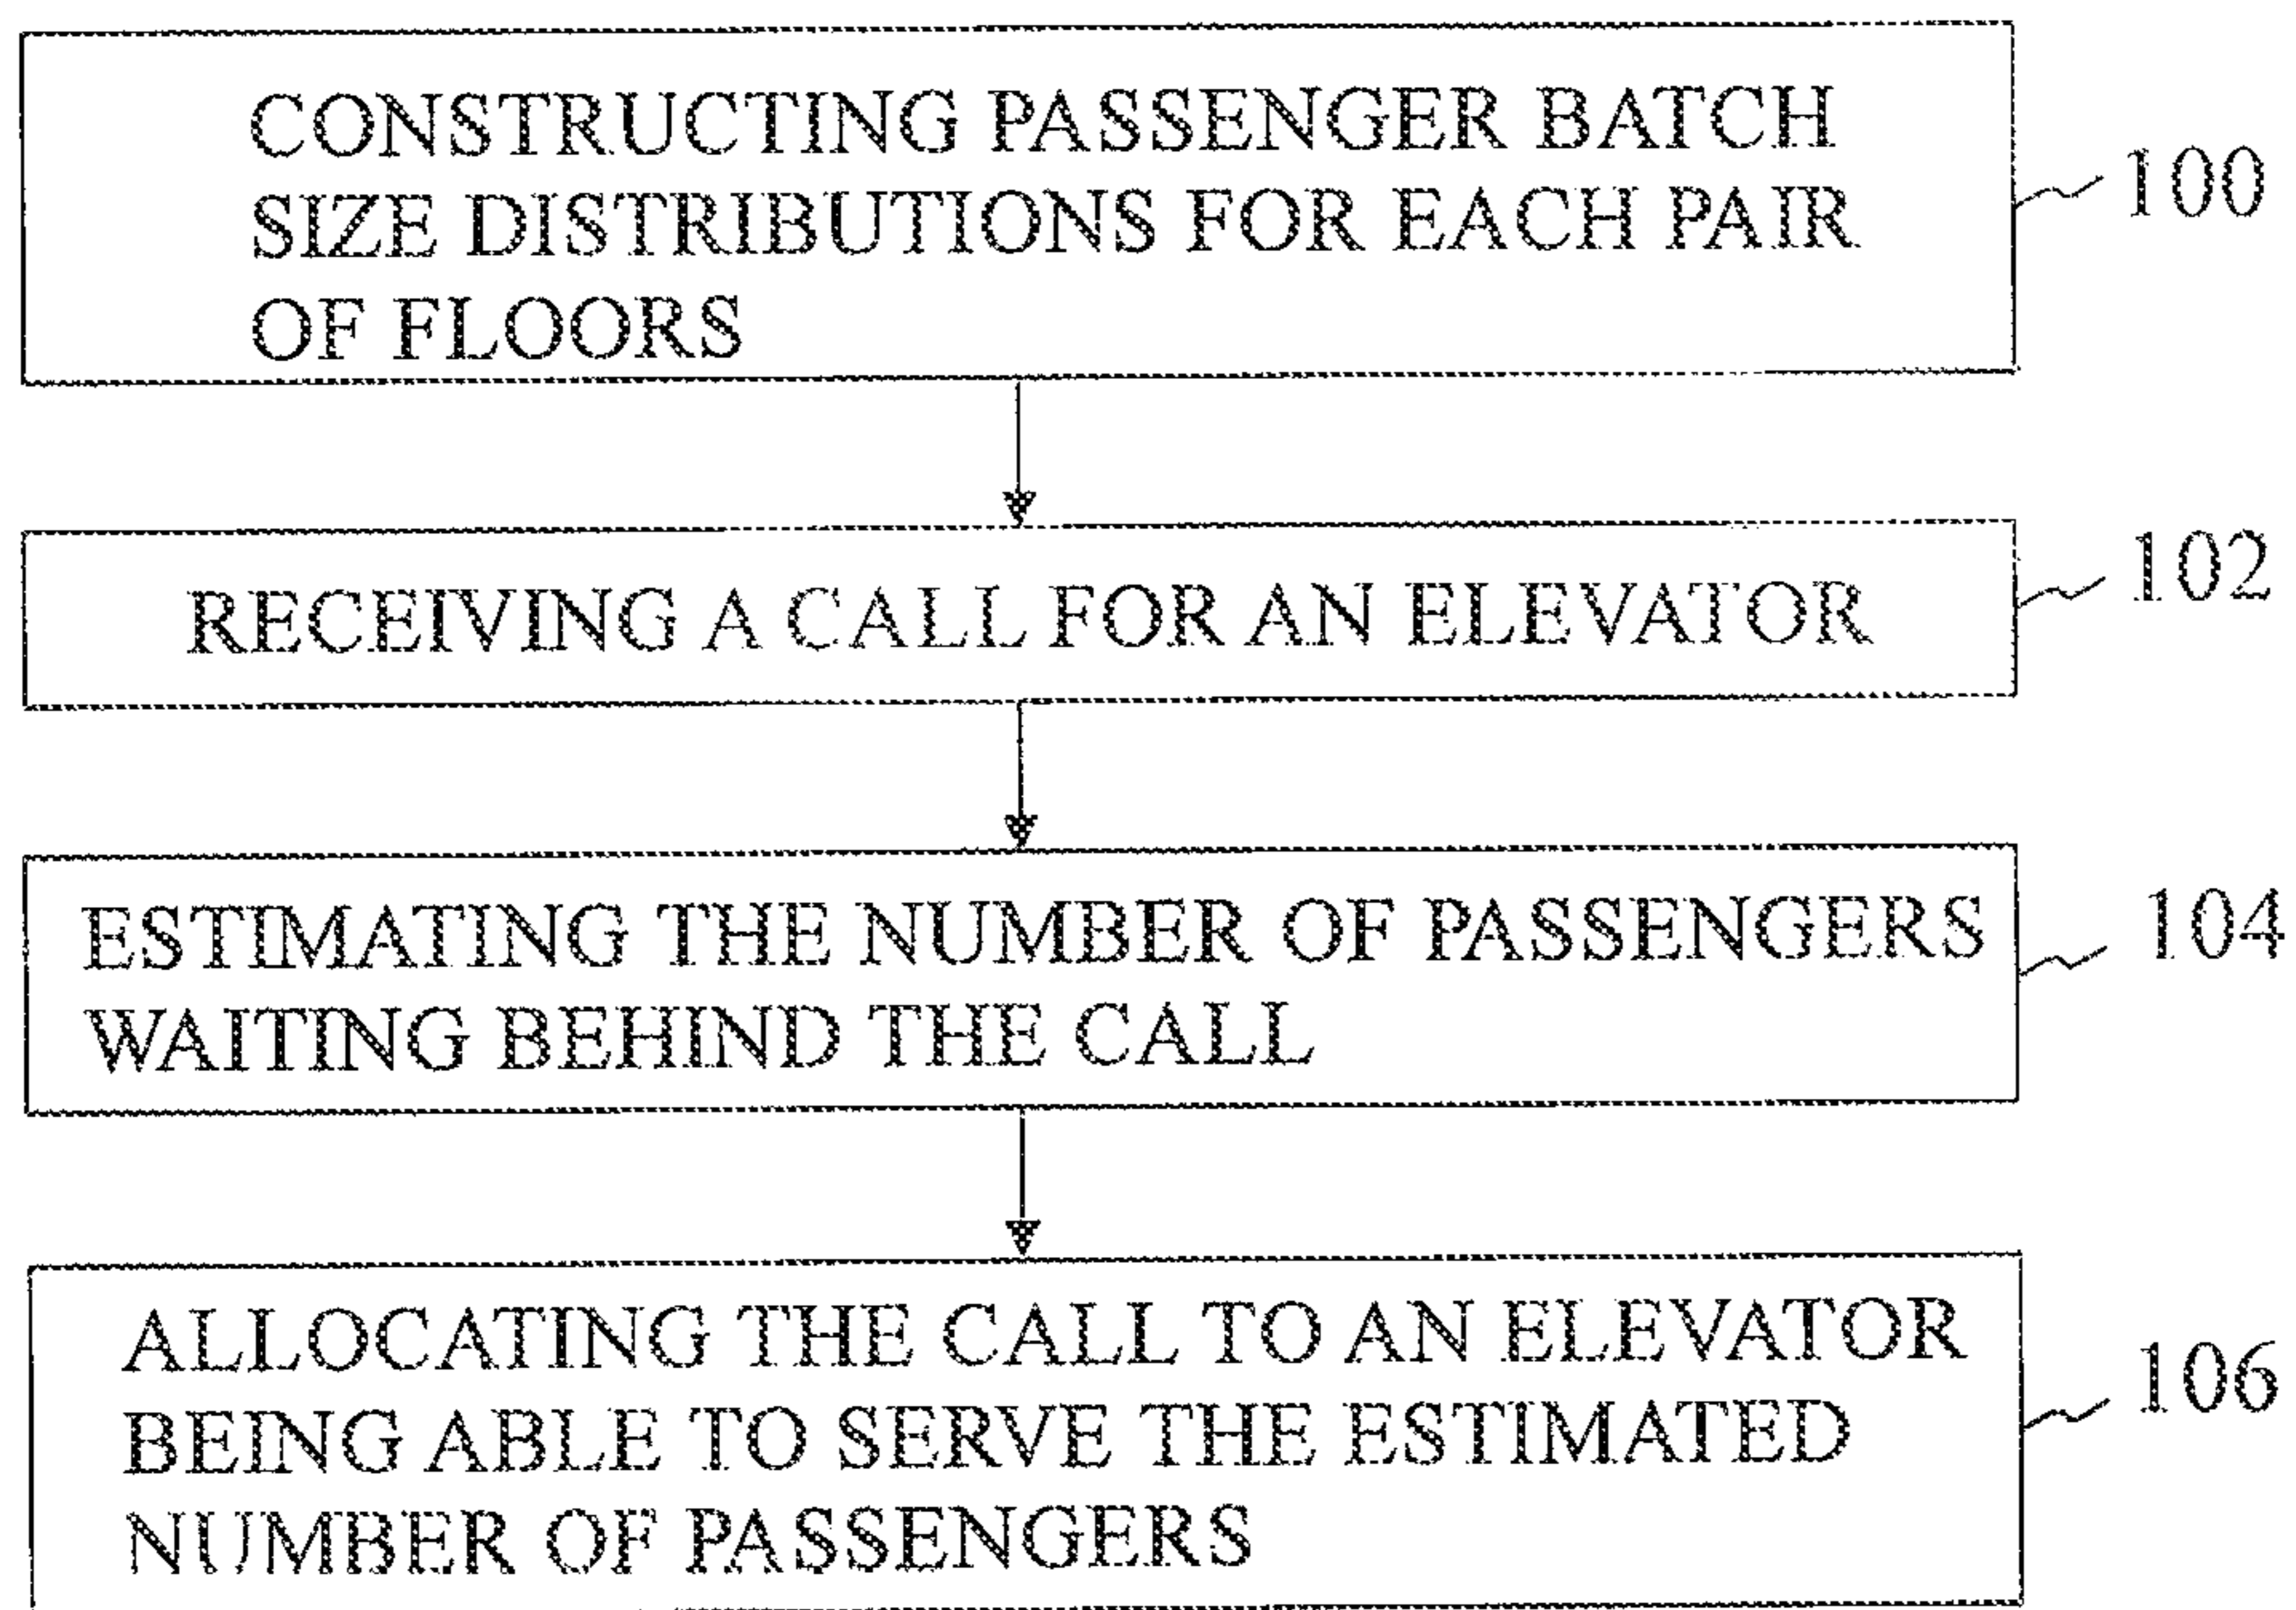 CONSTRUCTING PASSENGER BATCH
SIZE DISTRIBUTIONS FOR EACH PAIR
OF FLOORS
100
RECEIVING A CALL FOR AN ELEVATOR
102
ESTIMATING THE NUMBER OF PASSENGERS
WAITING BEHIND THE CALL
104
ALLOCATING THE CALL TO AN ELEVATOR
BEING ABLE TO SERVE THE ESTIMATED
NUMBER OF PASSENGERS
106